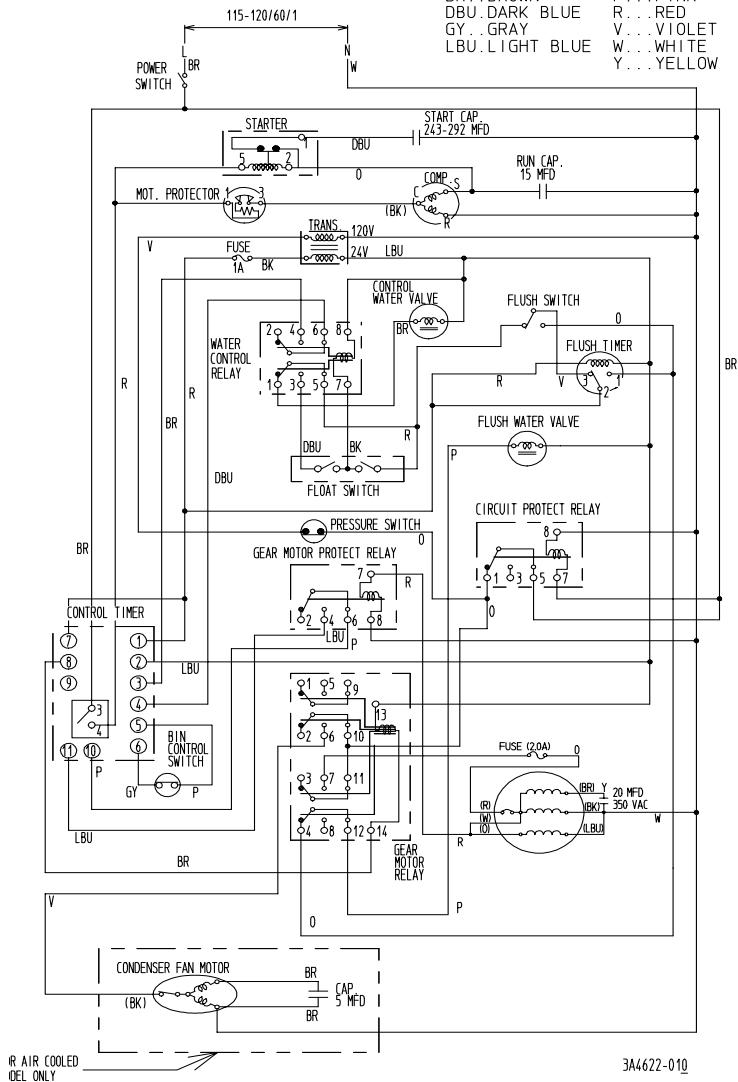 115-120/60/1
DBU.DARK BLUE R...RED
GY..GRAY V...VIOLET
LBU.LIGHT BLUE W...WHITE
Y...YELLOW
L
BR
N
W
POWER
SWITCH
STARTER
1
5
2
DBU
START CAP.
243-292 MFD
O
RUN CAP.
15 MFD
MOT. PROTECTOR
1
3
(BK)
COMP.
C
S
R
TRANS.
120V
24V
LBU
V
FUSE
1A
BK
CONTROL
WATER VALVE
BR
FLUSH SWITCH
O
WATER
CONTROL
RELAY
2 4 6 8
1 3 5 7
FLUSH TIMER
3
1
2
R
V
BR
R
BR
R
DBU
DBU
BK
R
FLOAT SWITCH
FLUSH WATER VALVE
P
PRESSURE SWITCH
O
CIRCUIT PROTECT RELAY
8
1 3 5 7
O
GEAR MOTOR PROTECT RELAY
7
R
2 4 6 8
LBU
P
BR
CONTROL TIMER
7
8
9
11
10
1
2
3
4
5
6
3
4
LBU
BIN
CONTROL
SWITCH
P
GY
P
LBU
BR
1 5 9
13
2 6 10
3 7 11
4 8 12 14
GEAR
MOTOR
RELAY
FUSE (2.0A)
O
(R)
(W)
(O)
(BR)
Y
(BK)
(LBU)
20 MFD
350 VAC
W
R
V
P
O
CONDENSER FAN MOTOR
(BK)
BR
CAP.
5 MFD
BR
R AIR COOLED
DEL ONLY
3A4622-010